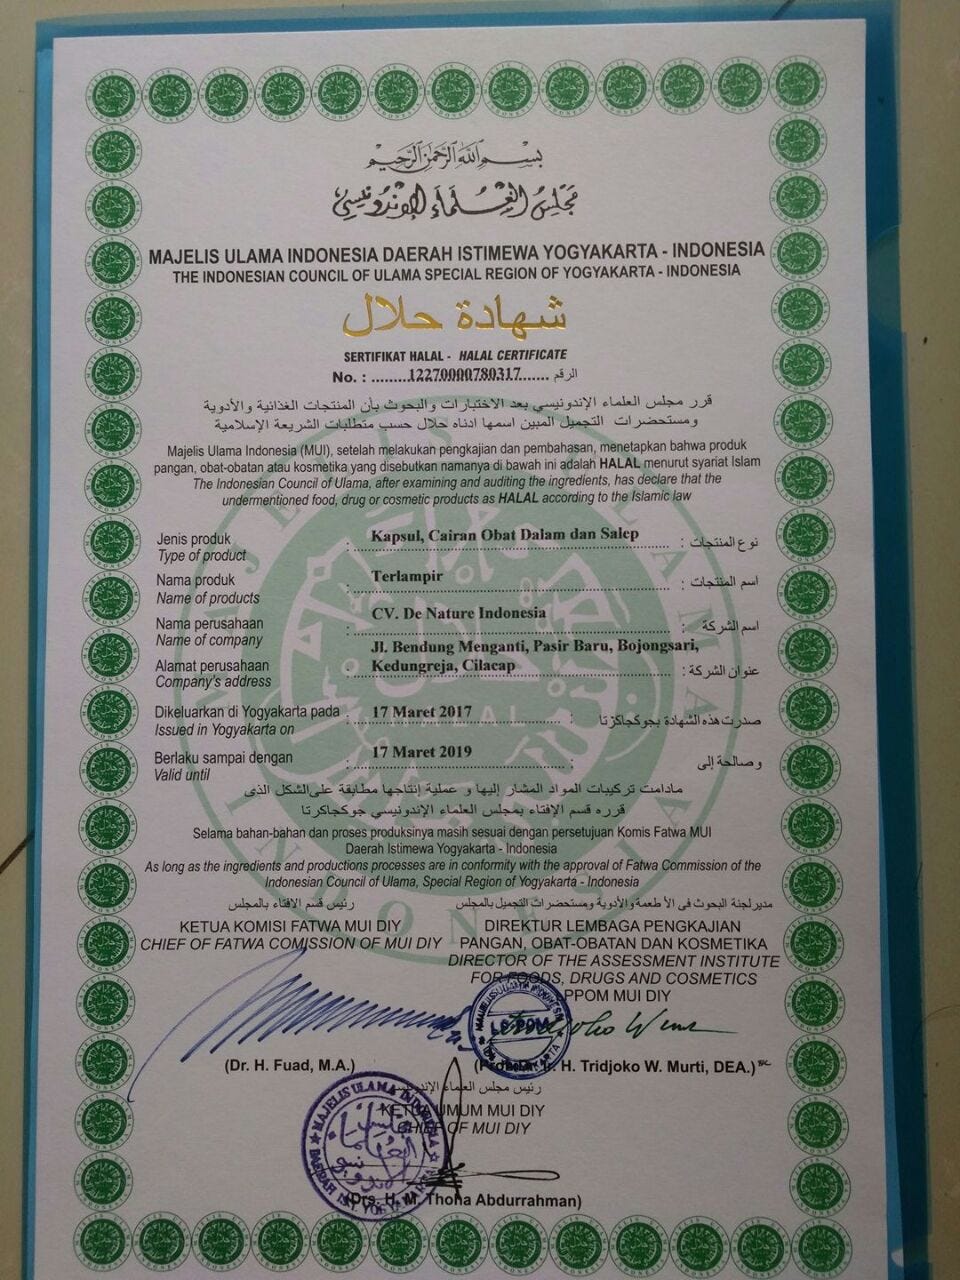 بسم الله الرحمن الرحيم
مجلس العلماء الإندونيسي
MAJELIS ULAMA INDONESIA DAERAH ISTIMEWA YOGYAKARTA - INDONESIA
THE INDONESIAN COUNCIL OF ULAMA SPECIAL REGION OF YOGYAKARTA - INDONESIA
شهادة حلال
SERTIFIKAT HALAL - HALAL CERTIFICATE
No. : ........12270000780317...... الرقم
قرر مجلس العلماء الإندونيسي بعد الاختبارات والبحوث بأن المنتجات الغذائية والأدوية
ومستحضرات التجميل المبين اسمها ادناه حلال حسب متطلبات الشريعة الإسلامية
Majelis Ulama Indonesia (MUI), setelah melakukan pengkajian dan pembahasan, menetapkan bahwa produk
pangan, obat-obatan atau kosmetika yang disebutkan namanya di bawah ini adalah HALAL menurut syariat Islam
The Indonesian Council of Ulama, after examining and auditing the ingredients, has declare that the
undermentioned food, drug or cosmetic products as HALAL according to the Islamic law
Jenis produk : Kapsul, Cairan Obat Dalam dan Salep : نوع المنتجات
Type of product
Nama produk : Terlampir : اسم المنتجات
Name of products
Nama perusahaan : CV. De Nature Indonesia : اسم الشركة
Name of company
Alamat perusahaan : Jl. Bendung Menganti, Pasir Baru, Bojongsari,
Company's address Kedungreja, Cilacap : عنوان الشركة
Dikeluarkan di Yogyakarta pada : 17 Maret 2017 : صدرت هذه الشهادة بجوكجاكرتا
Issued in Yogyakarta on
Berlaku sampai dengan : 17 Maret 2019 : وصالحة إلى
Valid until
مادامت تركيبات المواد المشار إليها و عملية إنتاجها مطابقة على الشكل الذى
قرره قسم الإفتاء بمجلس العلماء الإندونيسي جوكجاكرتا
Selama bahan-bahan dan proses produksinya masih sesuai dengan persetujuan Komis Fatwa MUI
Daerah Istimewa Yogyakarta - Indonesia
As long as the ingredients and productions processes are in conformity with the approval of Fatwa Commission of the
Indonesian Council of Ulama, Special Region of Yogyakarta - Indonesia
رئيس قسم الإفتاء بالمجلس
KETUA KOMISI FATWA MUI DIY
CHIEF OF FATWA COMISSION OF MUI DIY
(Dr. H. Fuad, M.A.)
مدير لجنة البحوث فى الأطعمة والأدوية ومستحضرات التجميل بالمجلس
DIREKTUR LEMBAGA PENGKAJIAN
PANGAN, OBAT-OBATAN DAN KOSMETIKA
DIRECTOR OF THE ASSESSMENT INSTITUTE
FOR FOODS, DRUGS AND COSMETICS
LPPOM MUI DIY
H. Tridjoko W. Murti, DEA.)
رئيس مجلس العلماء الإندونيسي
KETUA UMUM MUI DIY
CHIEF OF MUI DIY
(Drs. H. M. Thoha Abdurrahman)